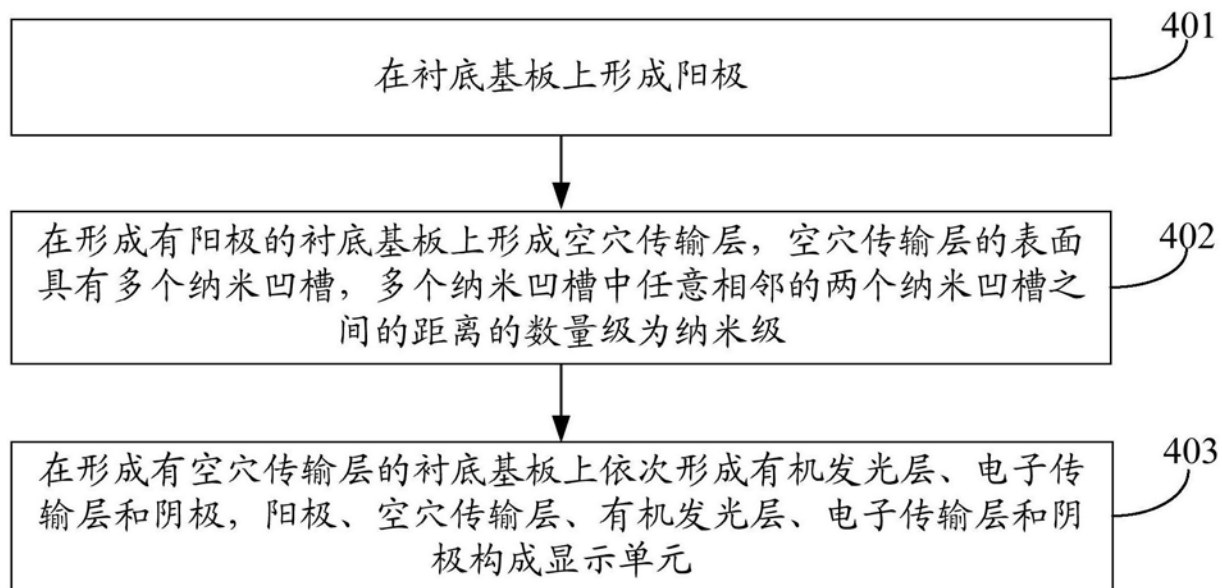 401
在衬底基板上形成阳极
402
在形成有阳极的衬底基板上形成空穴传输层，空穴传输层的表面
具有多个纳米凹槽，多个纳米凹槽中任意相邻的两个纳米凹槽之
间的距离的数量级为纳米级
403
在形成有空穴传输层的衬底基板上依次形成有机发光层、电子传
输层和阴极，阳极、空穴传输层、有机发光层、电子传输层和阴
极构成显示单元